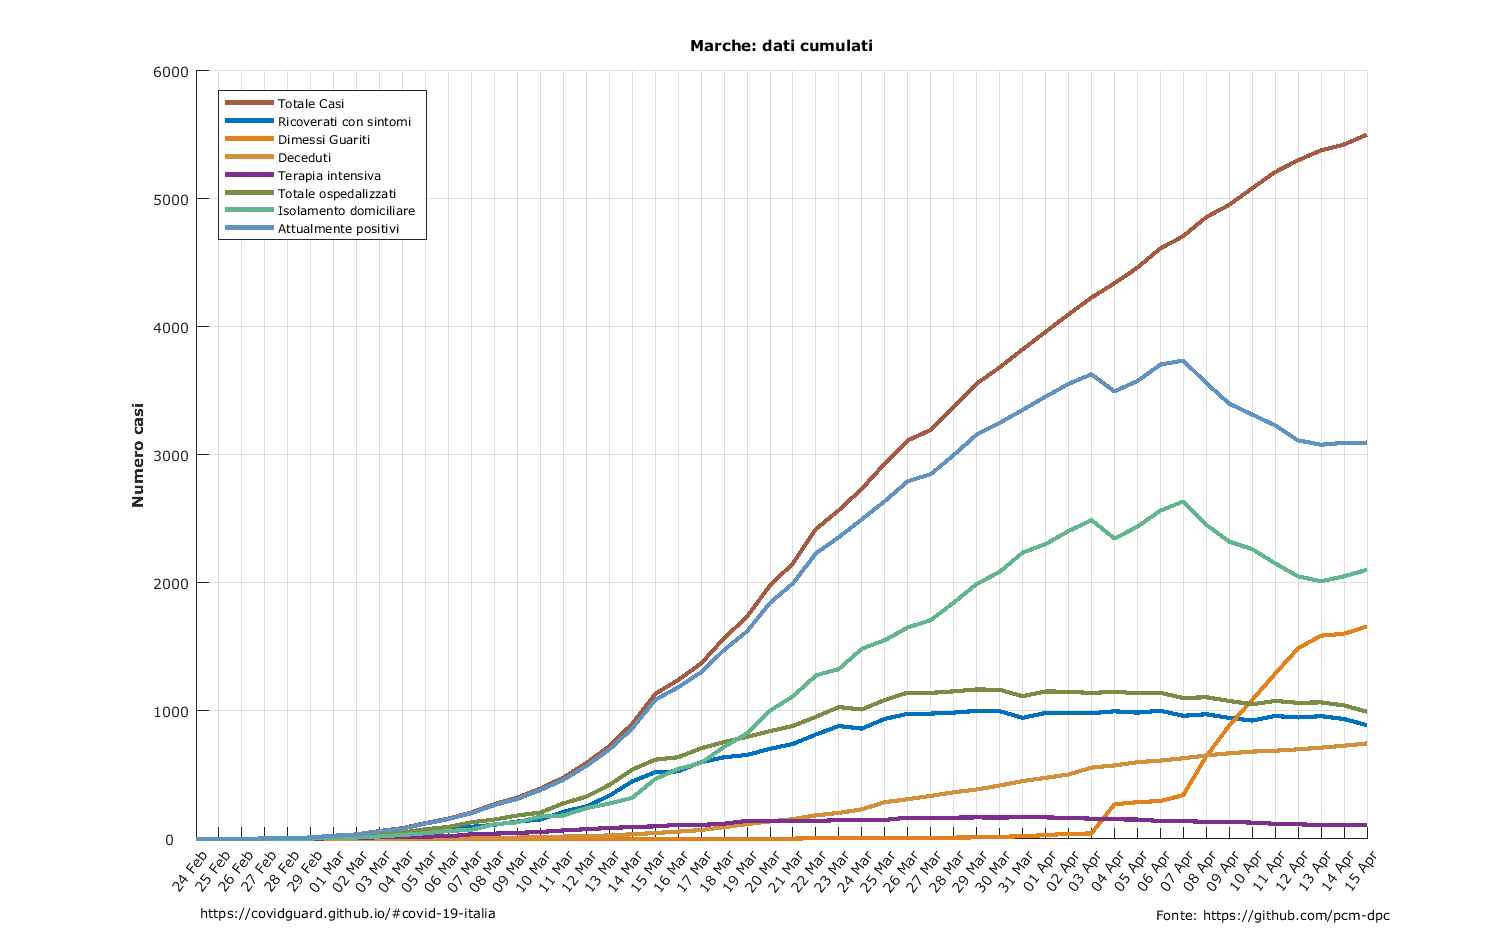 Marche: dati cumulati
6000
5000
4000
3000
2000
1000
0
Numero casi
Totale Casi
Ricoverati con sintomi
Dimessi Guariti
Deceduti
Terapia intensiva
Totale ospedalizzati
Isolamento domiciliare
Attualmente positivi
24 Feb
25 Feb
26 Feb
27 Feb
28 Feb
29 Feb
01 Mar
02 Mar
03 Mar
04 Mar
05 Mar
06 Mar
07 Mar
08 Mar
09 Mar
10 Mar
11 Mar
12 Mar
13 Mar
14 Mar
15 Mar
16 Mar
17 Mar
18 Mar
19 Mar
20 Mar
21 Mar
22 Mar
23 Mar
24 Mar
25 Mar
26 Mar
27 Mar
28 Mar
29 Mar
30 Mar
31 Mar
01 Apr
02 Apr
03 Apr
04 Apr
05 Apr
06 Apr
07 Apr
08 Apr
09 Apr
10 Apr
11 Apr
12 Apr
13 Apr
14 Apr
15 Apr
https://covidguard.github.io/#covid-19-italia
Fonte: https://github.com/pcm-dpc